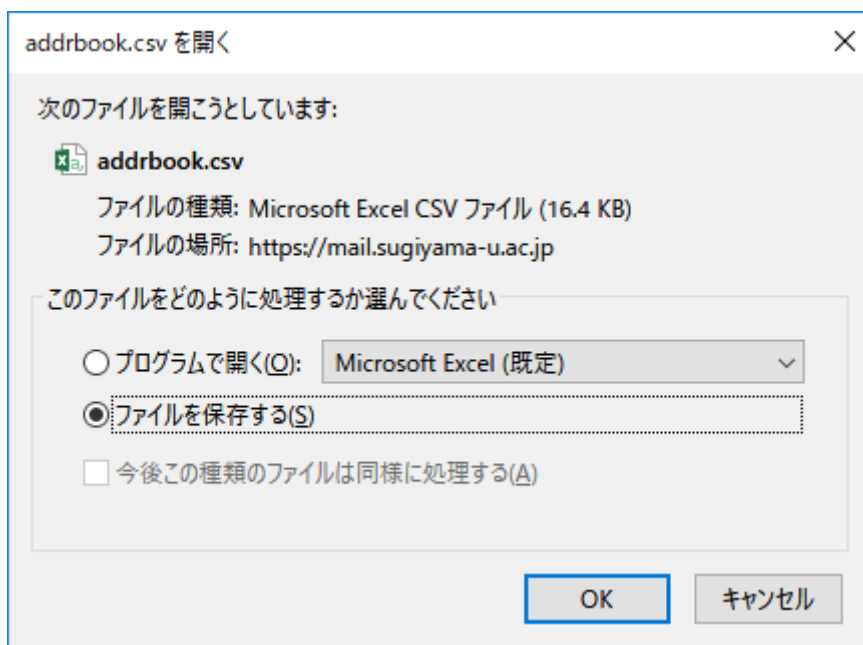 addrbook.csv を開く
次のファイルを開こうとしています:
addrbook.csv
ファイルの種類: Microsoft Excel CSV ファイル (16.4 KB)
ファイルの場所: https://mail.sugiyama-u.ac.jp
このファイルをどのように処理するか選んでください
プログラムで開く(O): Microsoft Excel (既定)
ファイルを保存する(S)
今後この種類のファイルは同様に処理する(A)
OK キャンセル